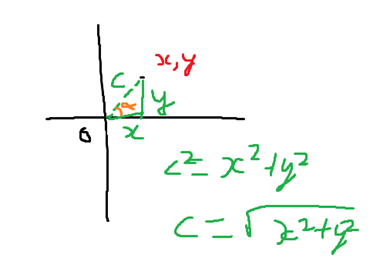 x, y
c
α
y
0
x
c² = x² + y²
c = √(x² + y²)